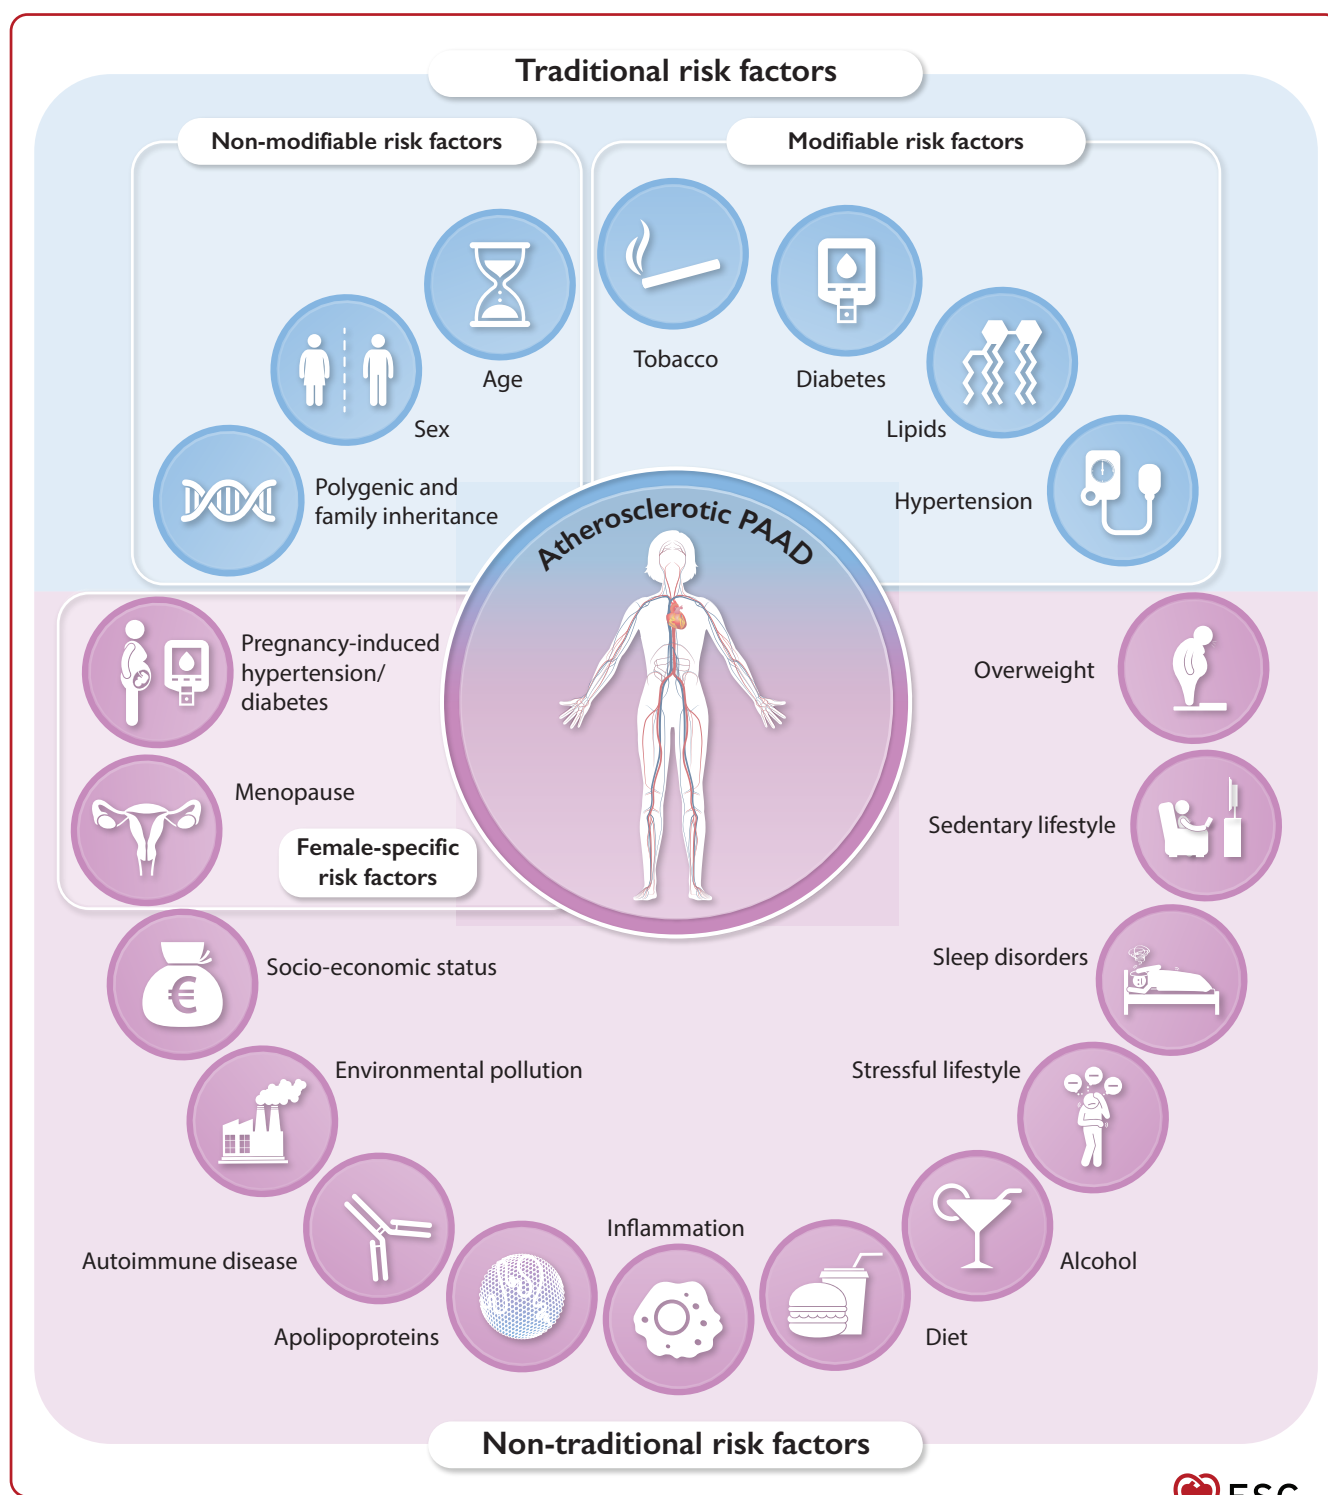 Traditional risk factors
Non-modifiable risk factors
Modifiable risk factors
Age
Sex
Polygenic and
family inheritance
Tobacco
Diabetes
Lipids
Hypertension
Atherosclerotic PAAD
Pregnancy-induced
hypertension/
diabetes
Menopause
Female-specific
risk factors
Overweight
Sedentary lifestyle
Sleep disorders
Stressful lifestyle
Alcohol
Diet
Inflammation
Apolipoproteins
Autoimmune disease
Environmental pollution
Socio-economic status
€
Non-traditional risk factors
ESC